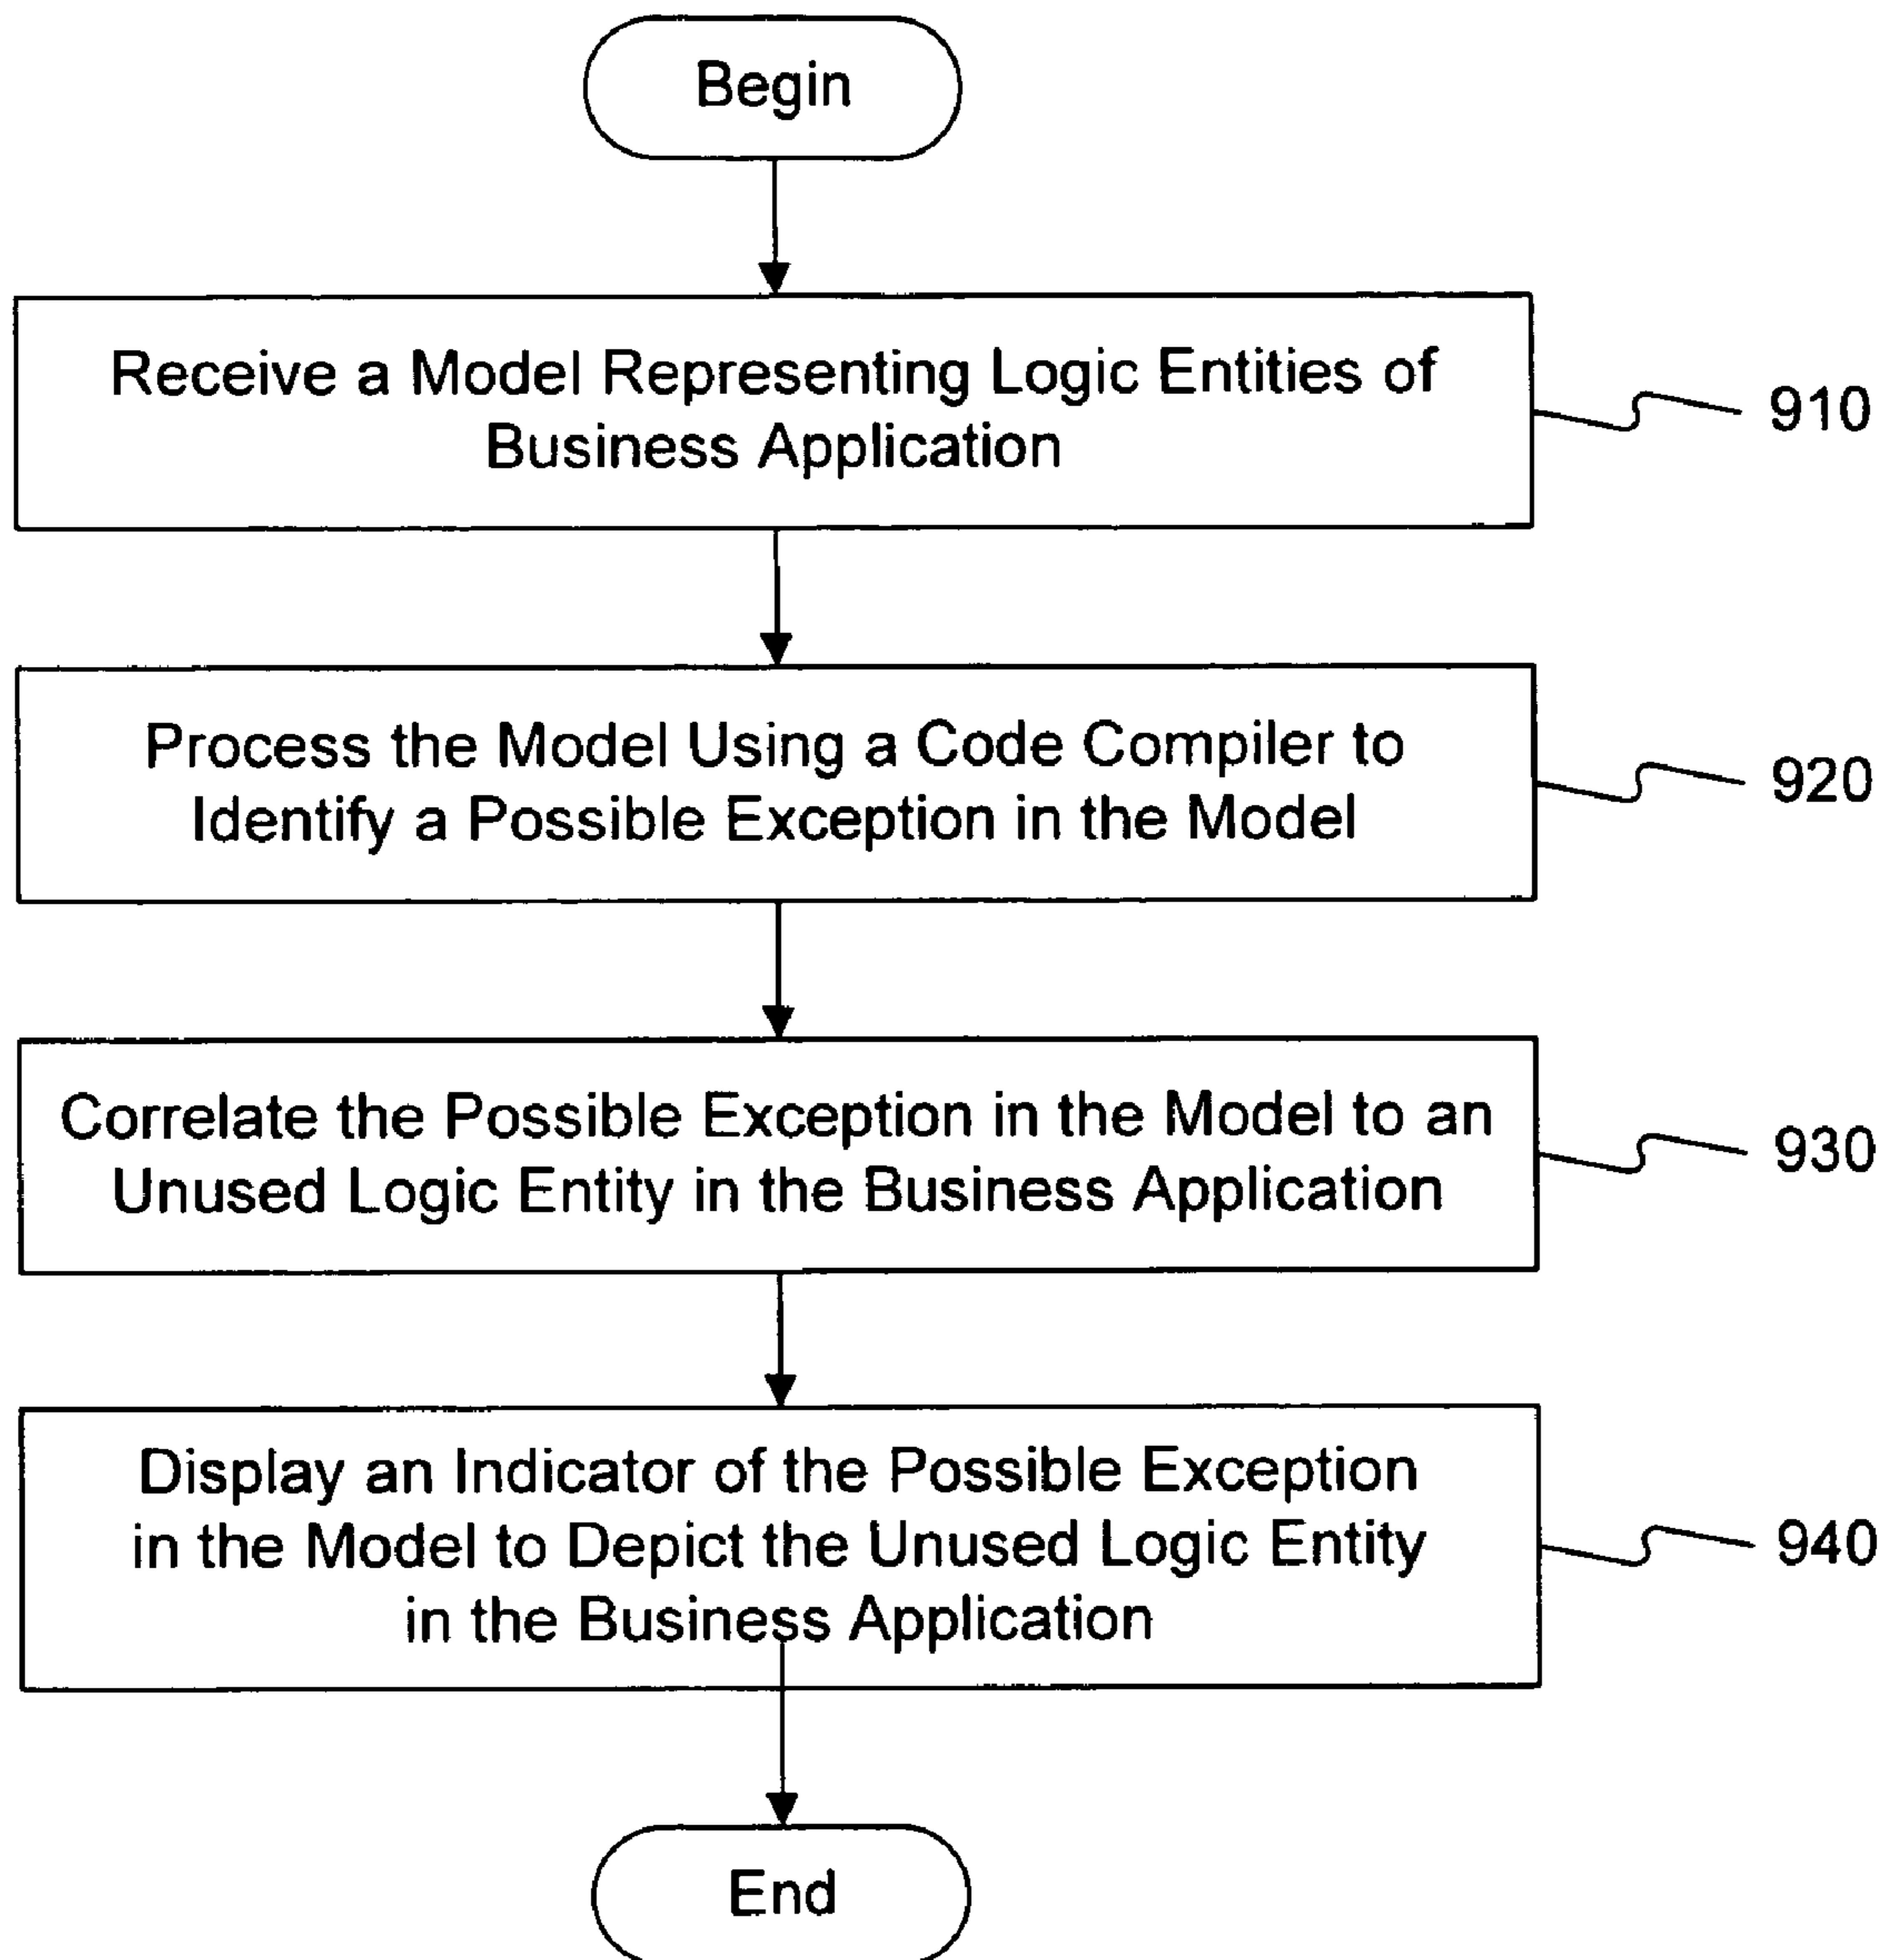 Begin
Receive a Model Representing Logic Entities of
Business Application
910
Process the Model Using a Code Compiler to
Identify a Possible Exception in the Model
920
Correlate the Possible Exception in the Model to an
Unused Logic Entity in the Business Application
930
Display an Indicator of the Possible Exception
in the Model to Depict the Unused Logic Entity
in the Business Application
940
End